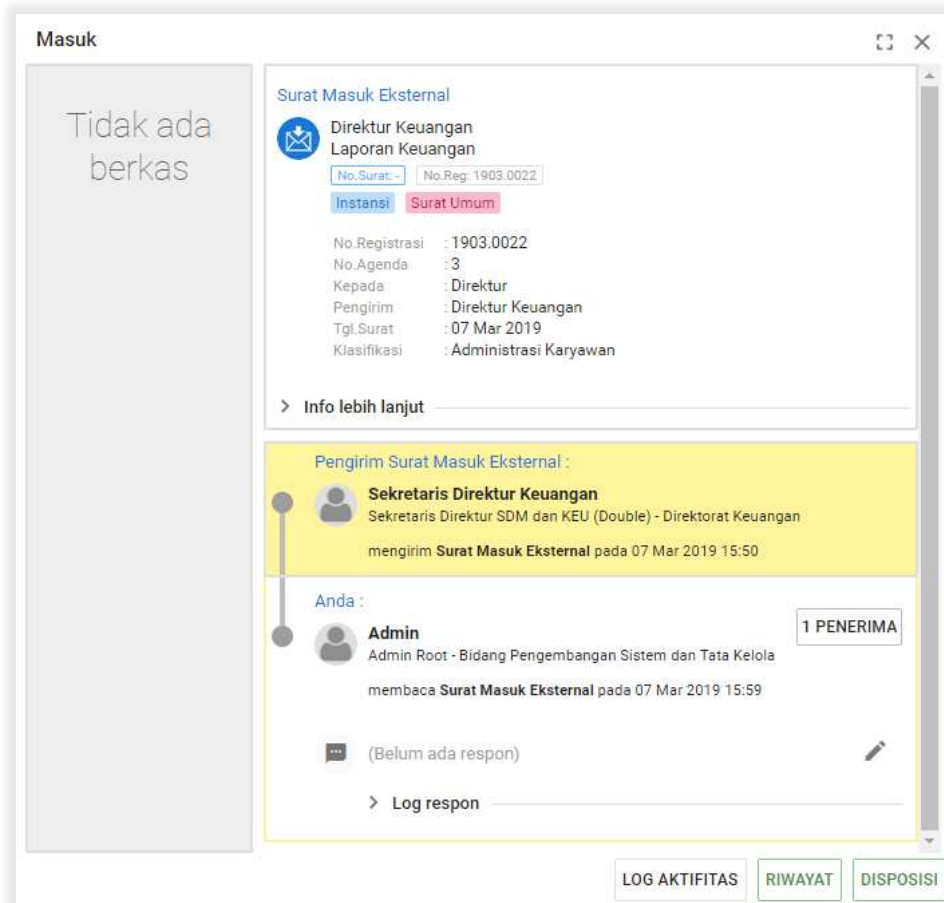 Masuk
Tidak ada
berkas
Surat Masuk Eksternal
Direktur Keuangan
Laporan Keuangan
No.Surat:- No.Reg: 1903.0022
Instansi Surat Umum
No.Registrasi : 1903.0022
No.Agenda : 3
Kepada : Direktur
Pengirim : Direktur Keuangan
Tgl.Surat : 07 Mar 2019
Klasifikasi : Administrasi Karyawan
Info lebih lanjut
Pengirim Surat Masuk Eksternal :
Sekretaris Direktur Keuangan
Sekretaris Direktur SDM dan KEU (Double) - Direktorat Keuangan
mengirim Surat Masuk Eksternal pada 07 Mar 2019 15:50
Anda :
1 PENERIMA
Admin
Admin Root - Bidang Pengembangan Sistem dan Tata Kelola
membaca Surat Masuk Eksternal pada 07 Mar 2019 15:59
(Belum ada respon)
Log respon
LOG AKTIFITAS RIWAYAT DISPOSISI